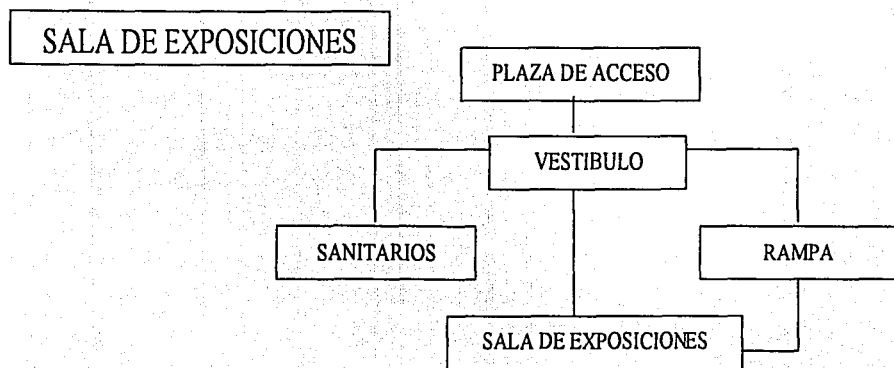 SALA DE EXPOSICIONES
PLAZA DE ACCESO
VESTIBULO
SANITARIOS
RAMPA
SALA DE EXPOSICIONES